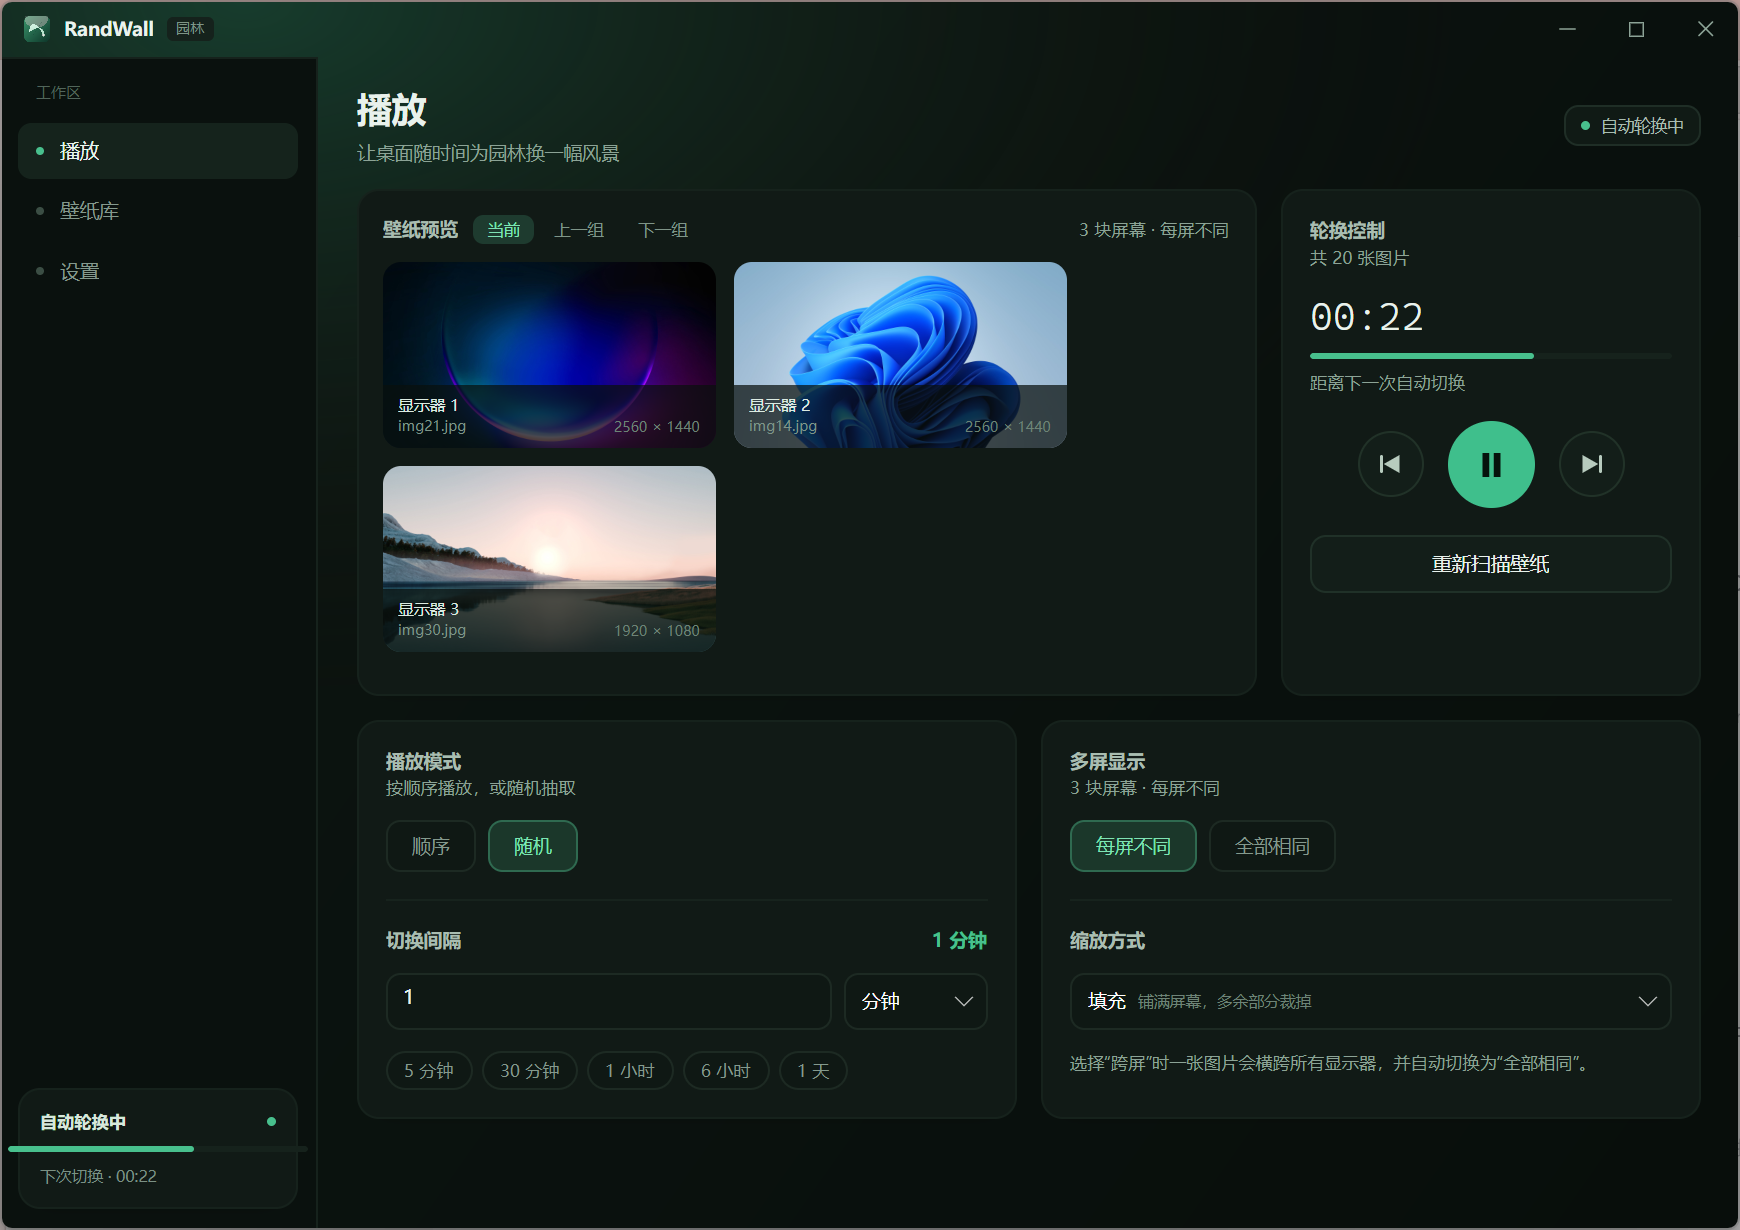 RandWall 园林
工作区
播放
壁纸库
设置
自动轮换中
下次切换 · 00:22
播放
让桌面随时间为园林换一幅风景
自动轮换中
壁纸预览 当前 上一组 下一组 3 块屏幕 · 每屏不同
显示器 1
img21.jpg 2560 × 1440
显示器 2
img14.jpg 2560 × 1440
显示器 3
img30.jpg 1920 × 1080
轮换控制
共 20 张图片
00:22
距离下一次自动切换
重新扫描壁纸
播放模式
按顺序播放，或随机抽取
顺序 随机
切换间隔 1 分钟
1 分钟
5 分钟 30 分钟 1 小时 6 小时 1 天
多屏显示
3 块屏幕 · 每屏不同
每屏不同 全部相同
缩放方式
填充 铺满屏幕，多余部分裁掉
选择“跨屏”时一张图片会横跨所有显示器，并自动切换为“全部相同”。